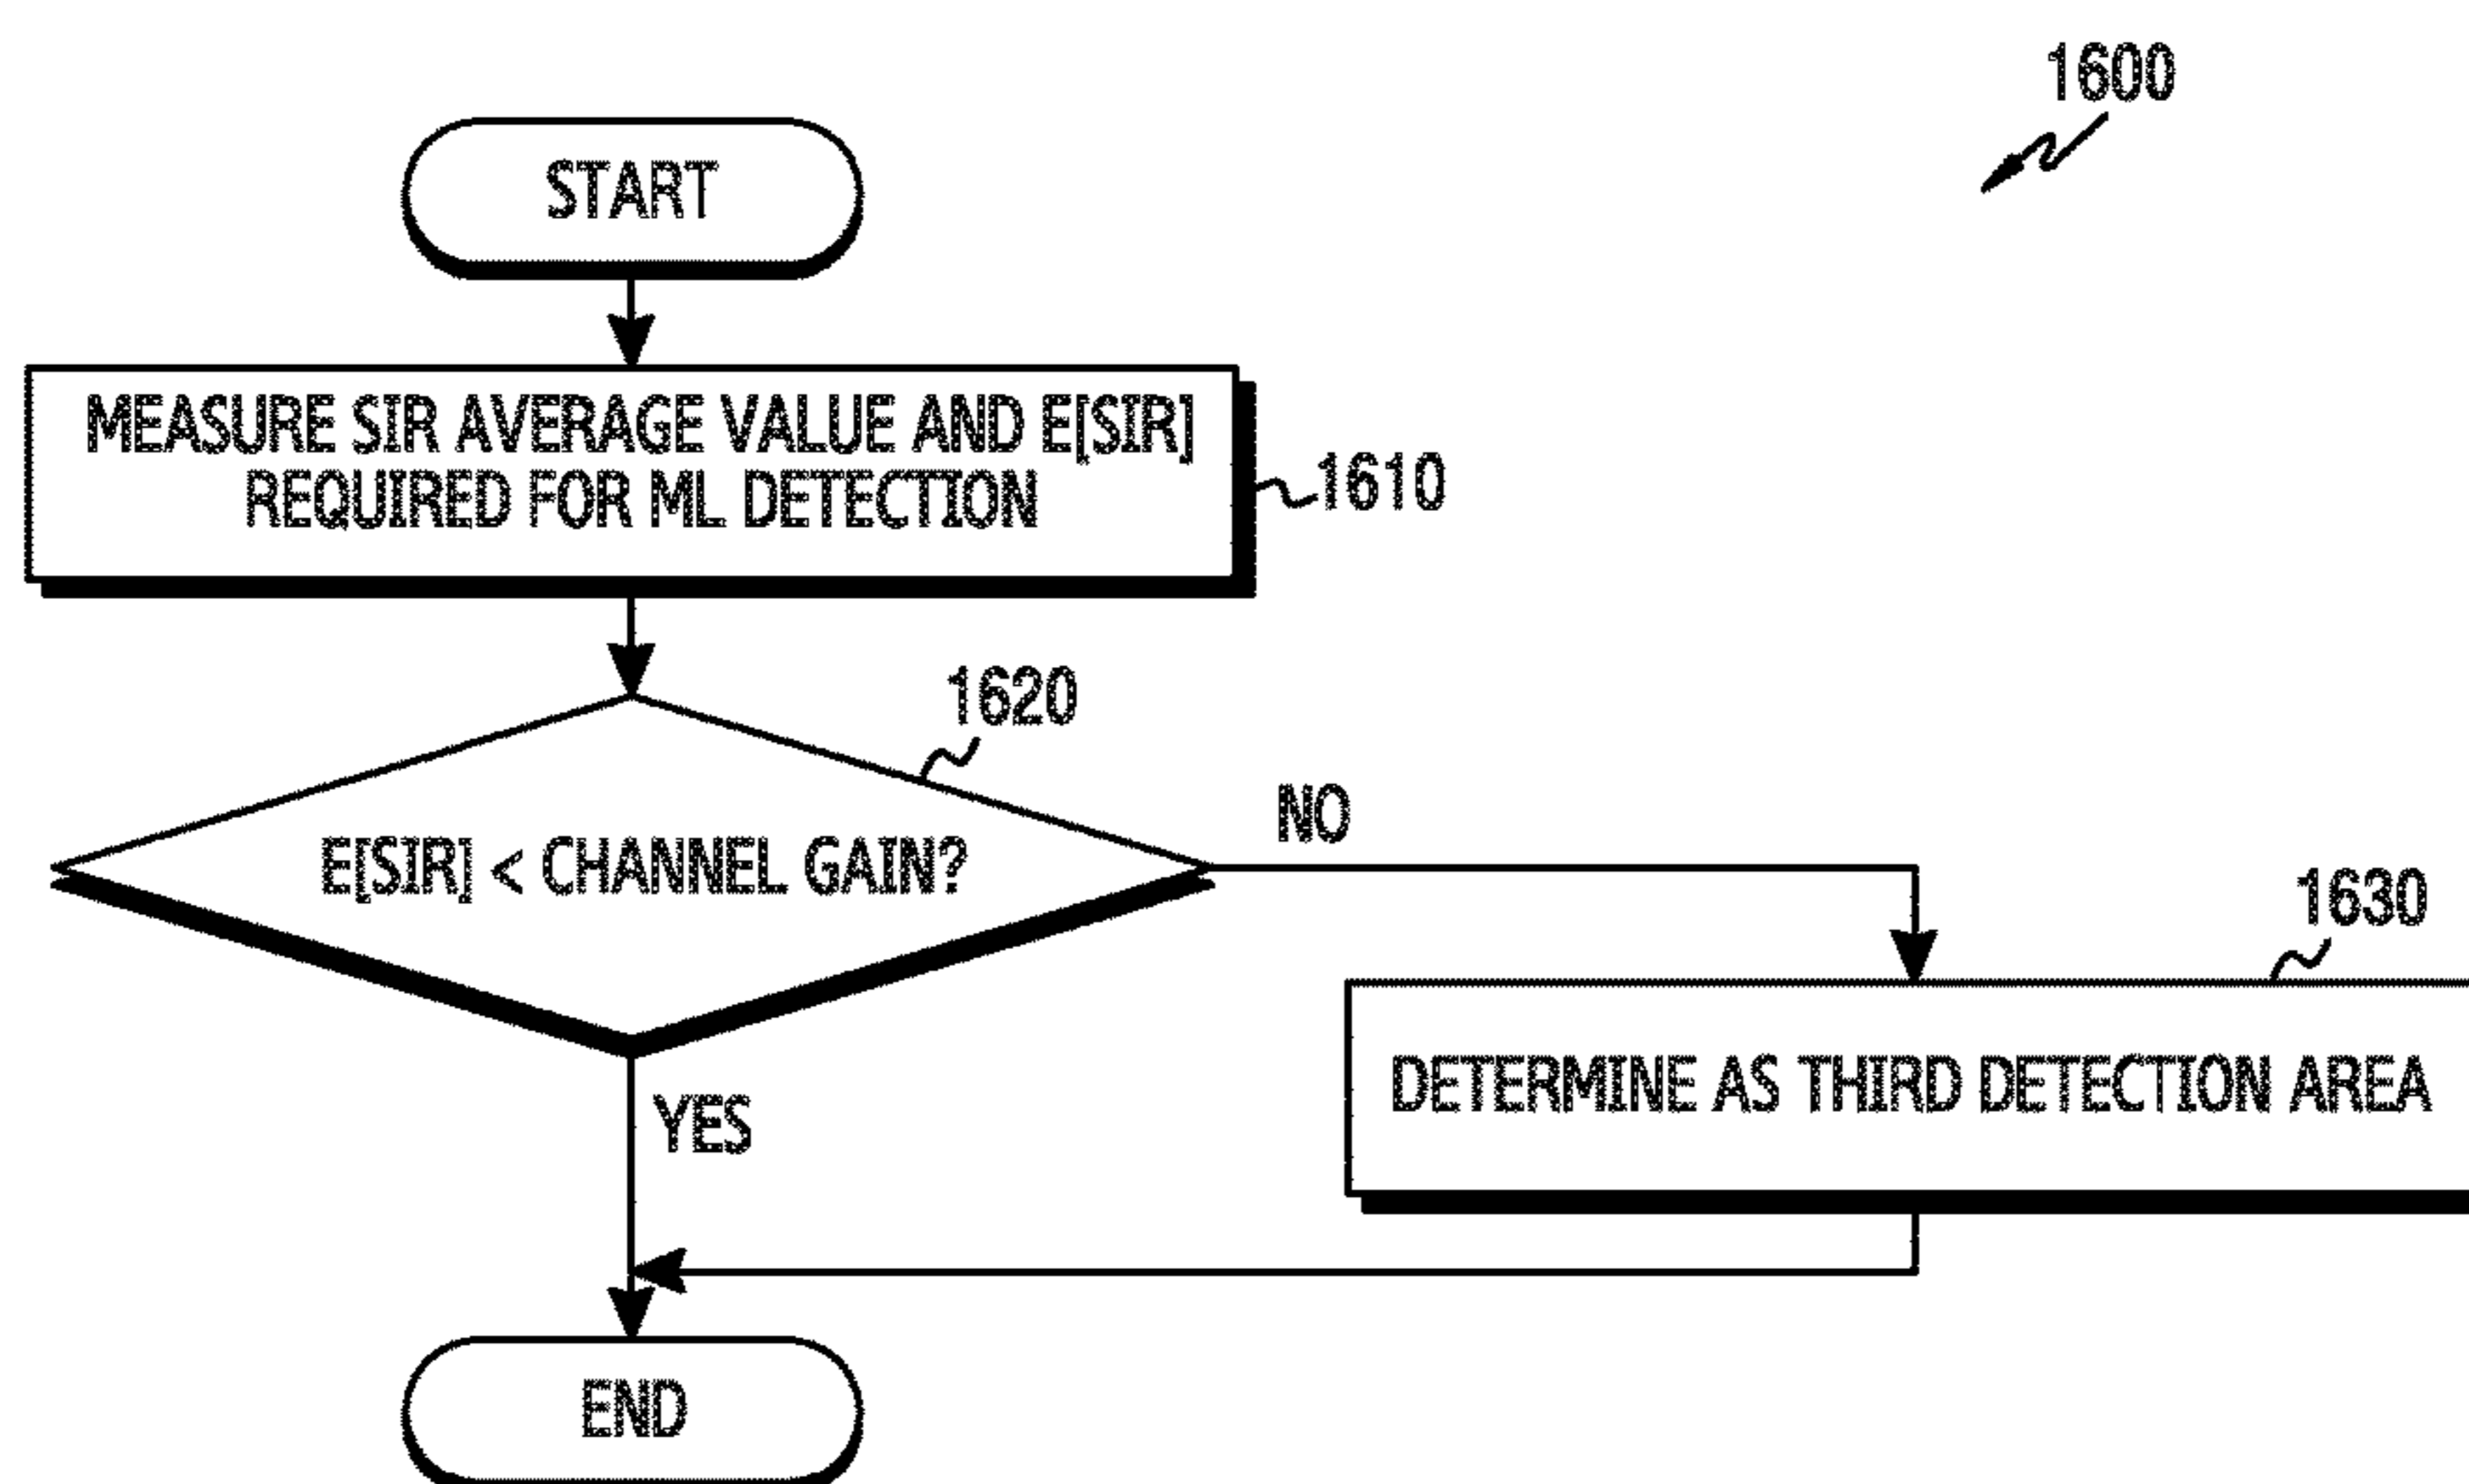 1600
START
MEASURE SIR AVERAGE VALUE AND E[SIR]
REQUIRED FOR ML DETECTION
1610
1620
E[SIR] < CHANNEL GAIN?
NO
1630
DETERMINE AS THIRD DETECTION AREA
YES
END